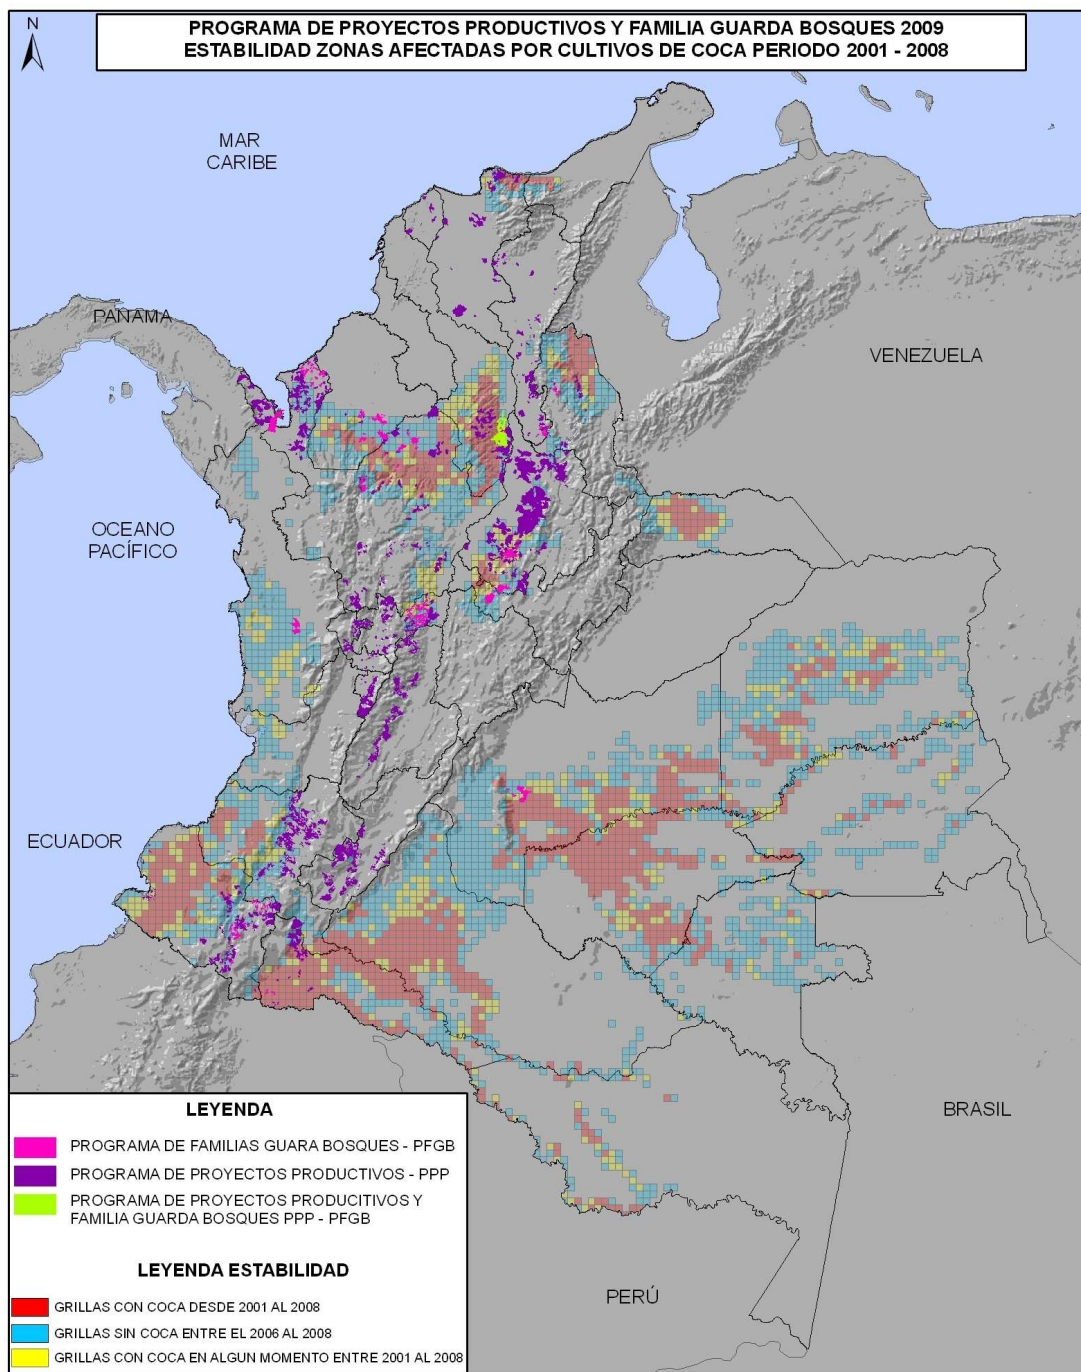 PROGRAMA DE PROYECTOS PRODUCTIVOS Y FAMILIA GUARDA BOSQUES 2009
ESTABILIDAD ZONAS AFECTADAS POR CULTIVOS DE COCA PERIODO 2001 - 2008
N
MAR
CARIBE
PANAMA
VENEZUELA
OCEANO
PACÍFICO
ECUADOR
BRASIL
PERÚ
LEYENDA
PROGRAMA DE FAMILIAS GUARA BOSQUES - PFGB
PROGRAMA DE PROYECTOS PRODUCTIVOS - PPP
PROGRAMA DE PROYECTOS PRODUCITIVOS Y
FAMILIA GUARDA BOSQUES PPP - PFGB
LEYENDA ESTABILIDAD
GRILLAS CON COCA DESDE 2001 AL 2008
GRILLAS SIN COCA ENTRE EL 2006 AL 2008
GRILLAS CON COCA EN ALGUN MOMENTO ENTRE 2001 AL 2008